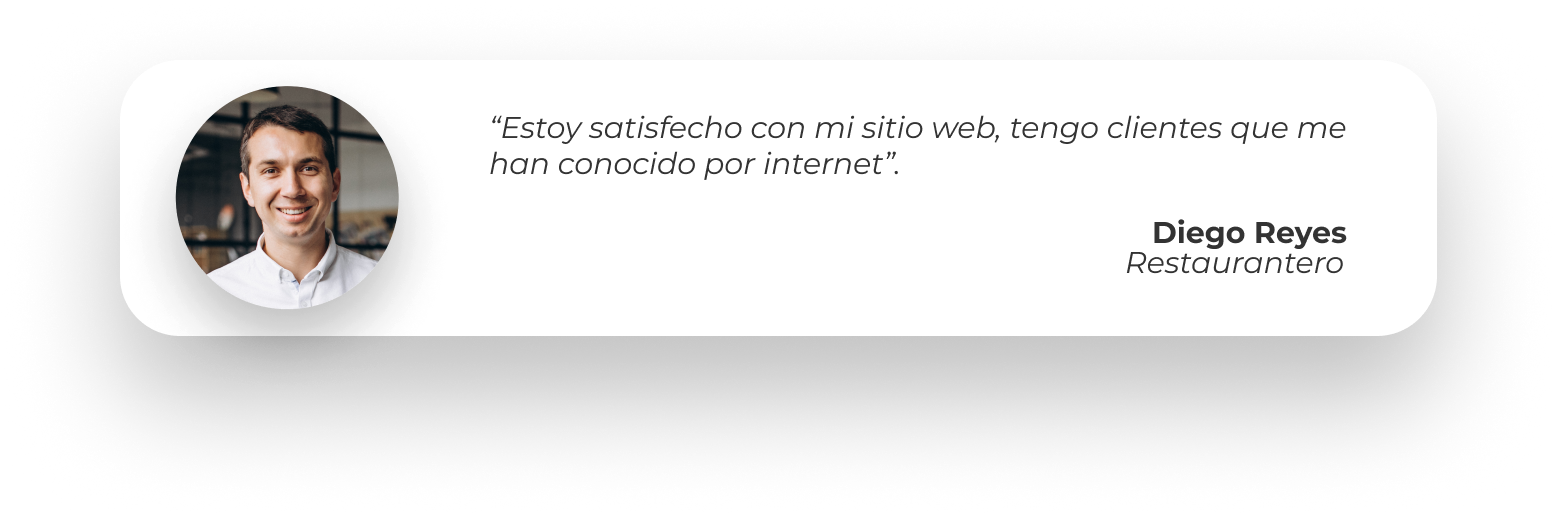 “Estoy satisfecho con mi sitio web, tengo clientes que me
han conocido por internet”.
Diego Reyes
Restaurantero